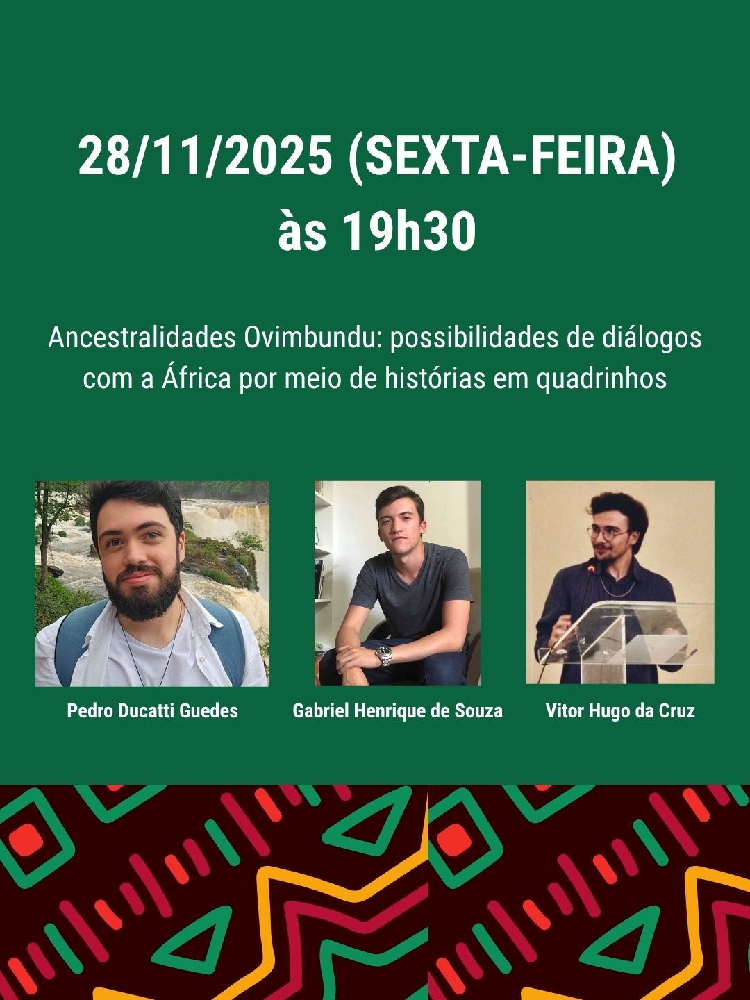 28/11/2025 (SEXTA-FEIRA)
às 19h30
Ancestralidades Ovimbundu: possibilidades de diálogos
com a África por meio de histórias em quadrinhos
Pedro Ducatti Guedes
Gabriel Henrique de Souza
Vitor Hugo da Cruz